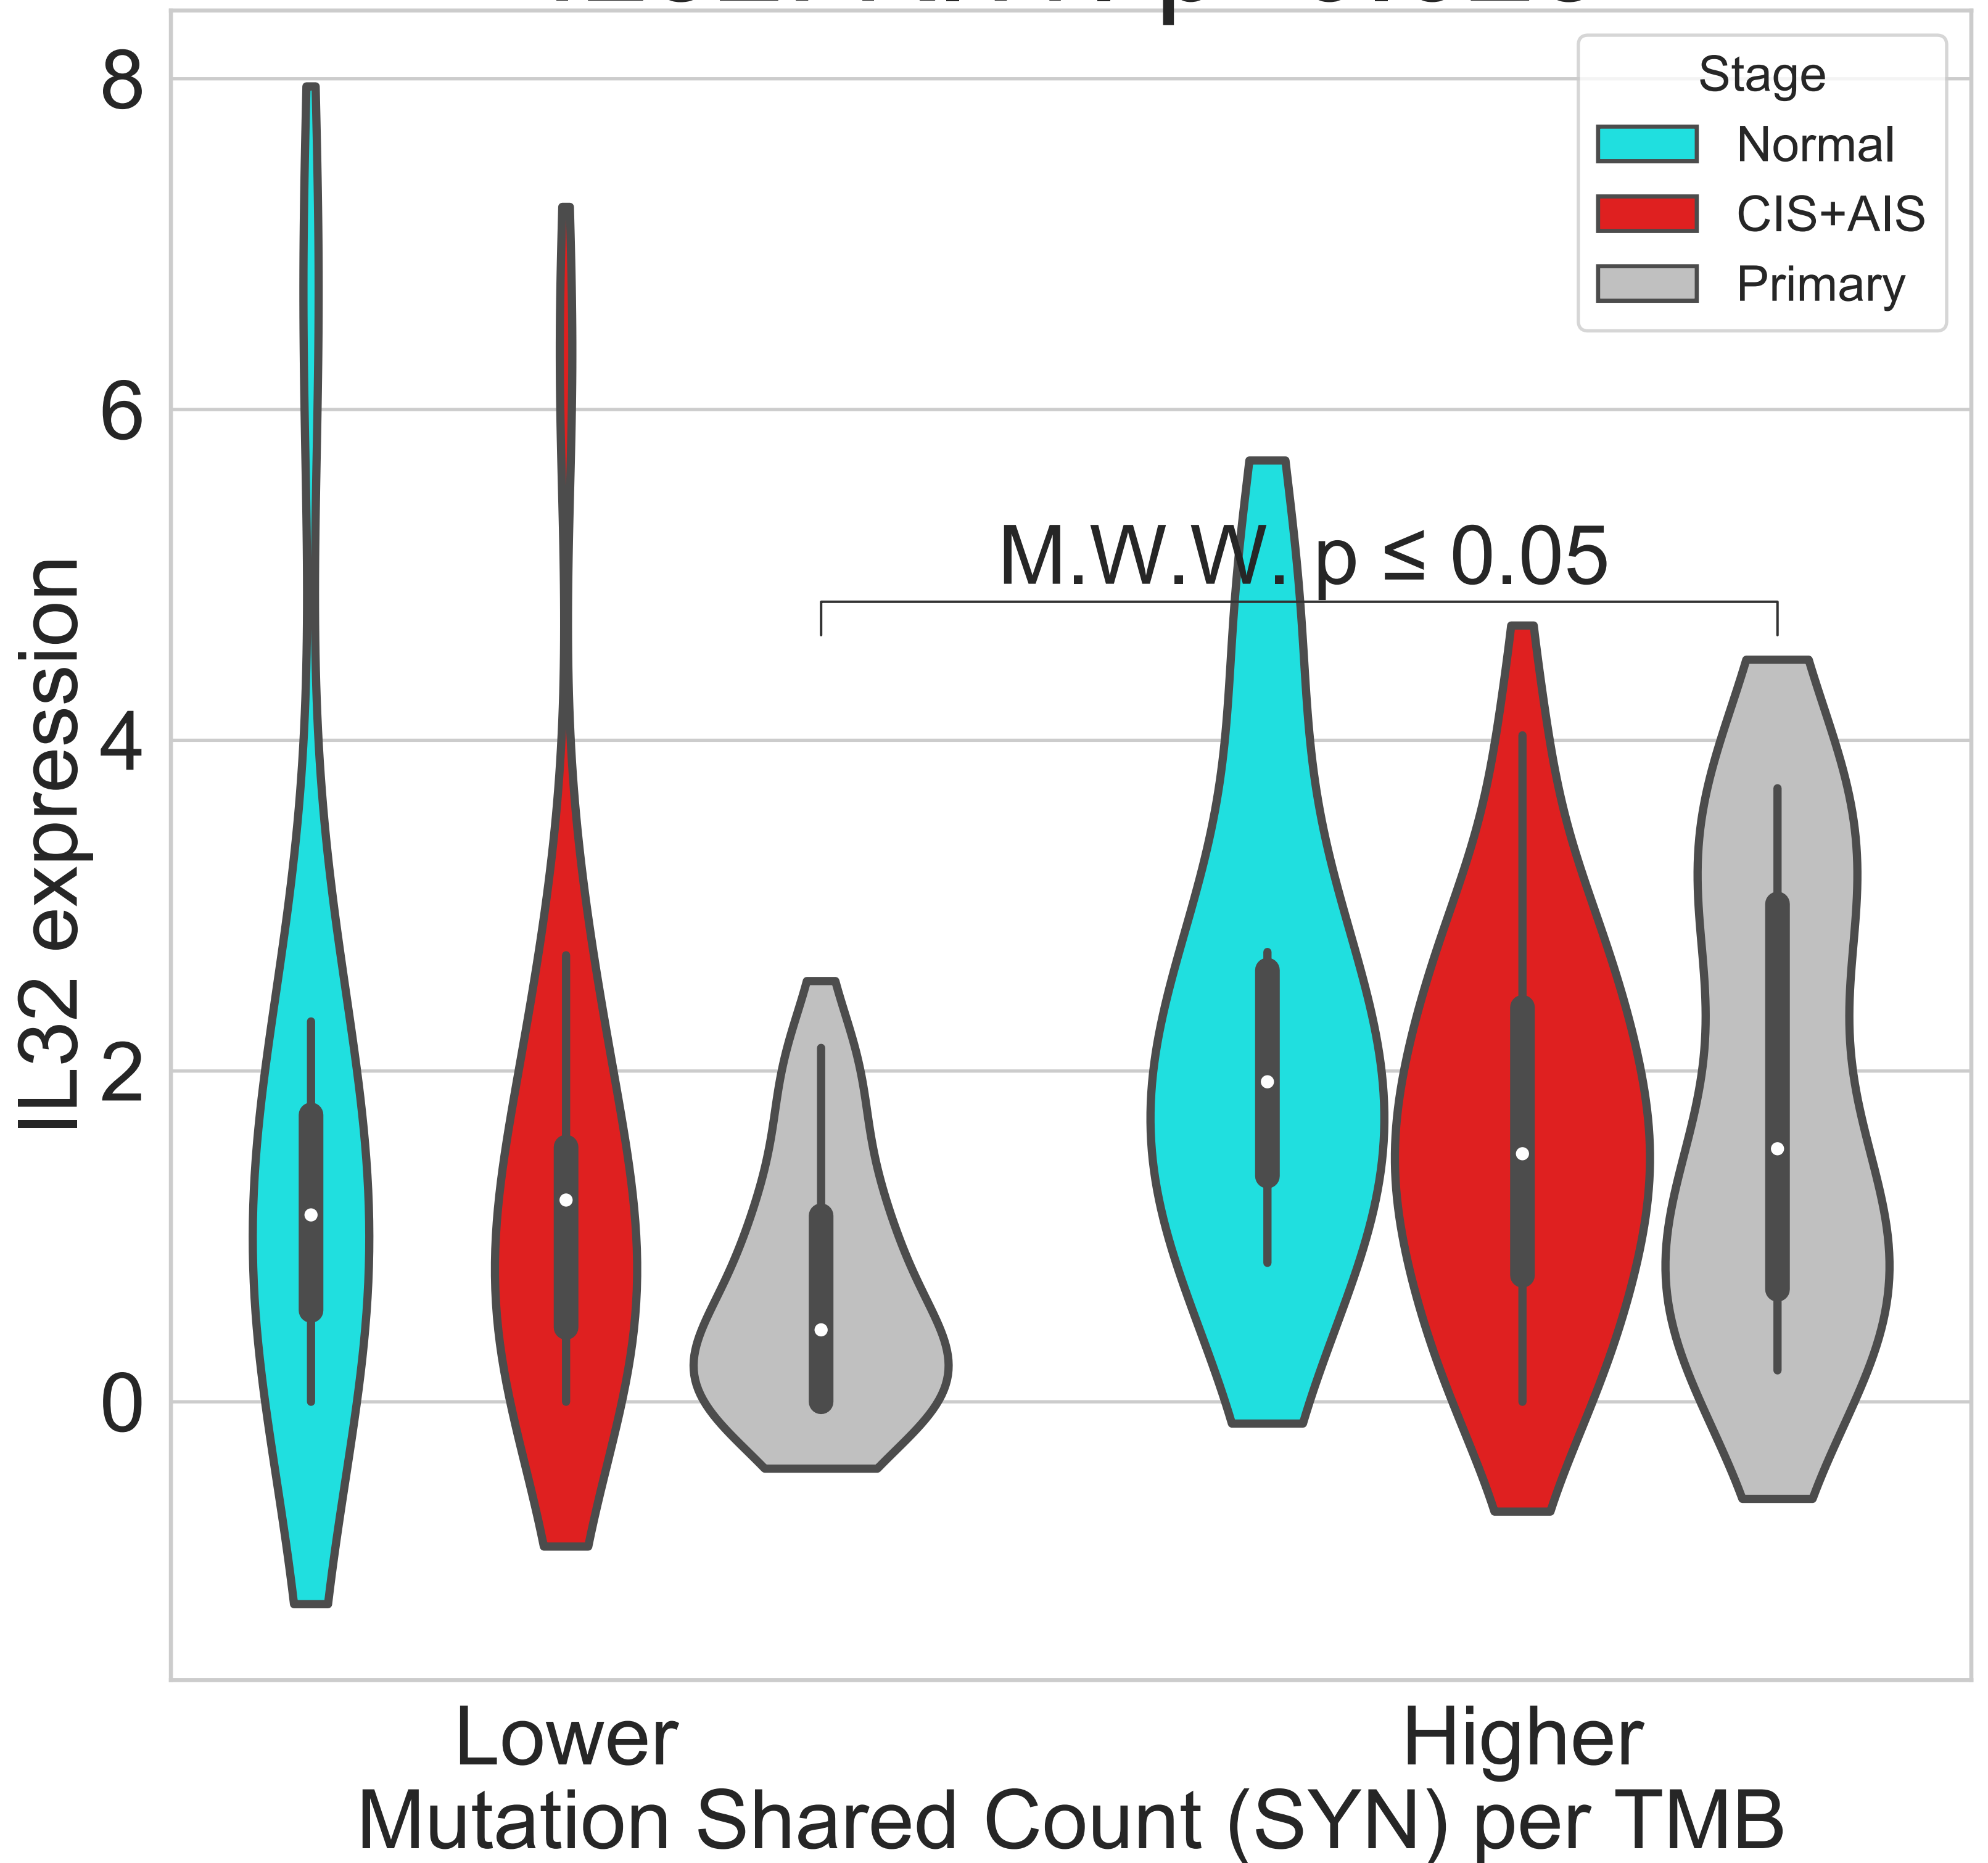 8
6
4
2
0
IL32 expression
Stage
Normal
CIS+AIS
Primary
M.W.W. p ≤ 0.05
Lower
Higher
Mutation Shared Count (SYN) per TMB